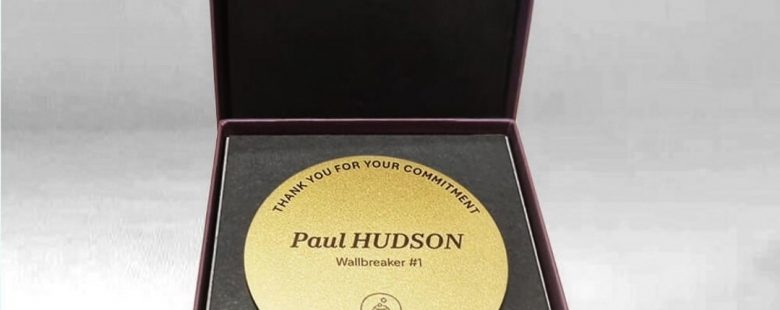 THANK YOU FOR YOUR COMMITMENT
Paul HUDSON
Wallbreaker #1